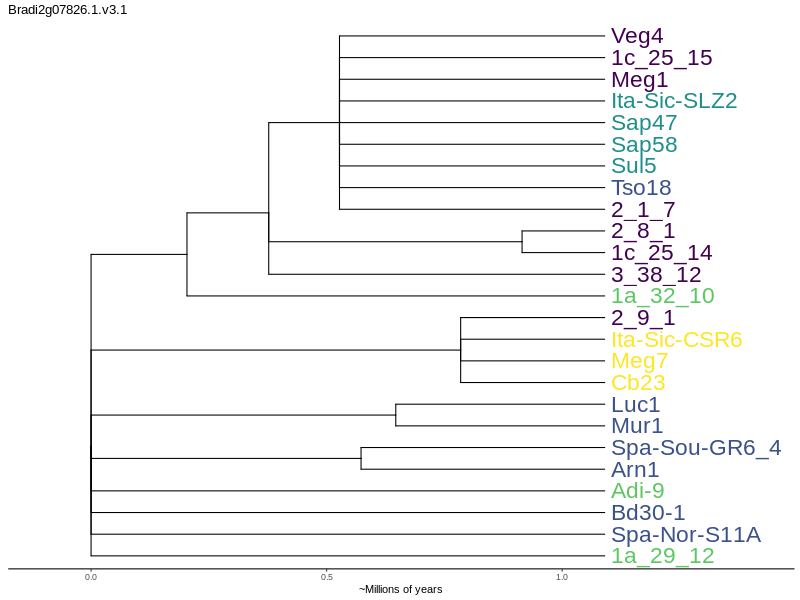 Bradi2g07826.1.v3.1
Veg4
1c_25_15
Meg1
Ita-Sic-SLZ2
Sap47
Sap58
Sul5
Tso18
2_1_7
2_8_1
1c_25_14
3_38_12
1a_32_10
2_9_1
Ita-Sic-CSR6
Meg7
Cb23
Luc1
Mur1
Spa-Sou-GR6_4
Arn1
Adi-9
Bd30-1
Spa-Nor-S11A
1a_29_12
0.0 0.5 1.0
~Millions of years